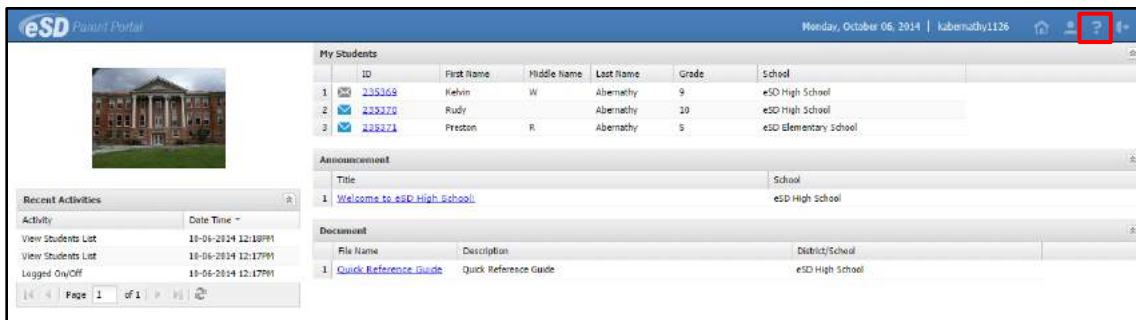 eSD Parent Portal
Monday, October 06, 2014 | kabernathy1126
?
My Students
ID First Name Middle Name Last Name Grade School
1 235369 Kelvin W Abernathy 9 eSD High School
2 235370 Rudy Abernathy 10 eSD High School
3 235371 Preston R Abernathy 5 eSD Elementary School
Announcement
Title School
1 Welcome to eSD High School! eSD High School
Recent Activities
Activity Date Time
View Students List 10-06-2014 12:18PM
View Students List 10-06-2014 12:17PM
Logged On/Off 10-06-2014 12:17PM
Page 1 of 1
Document
File Name Description District/School
1 Quick Reference Guide Quick Reference Guide eSD High School